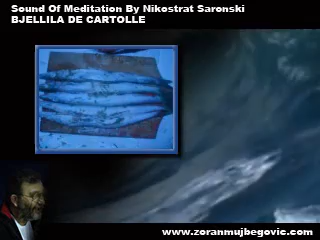 Sound Of Meditation By Nikostrat Saronski
BJELLILA DE CARTOLLE
www.zoranmujbegovic.com